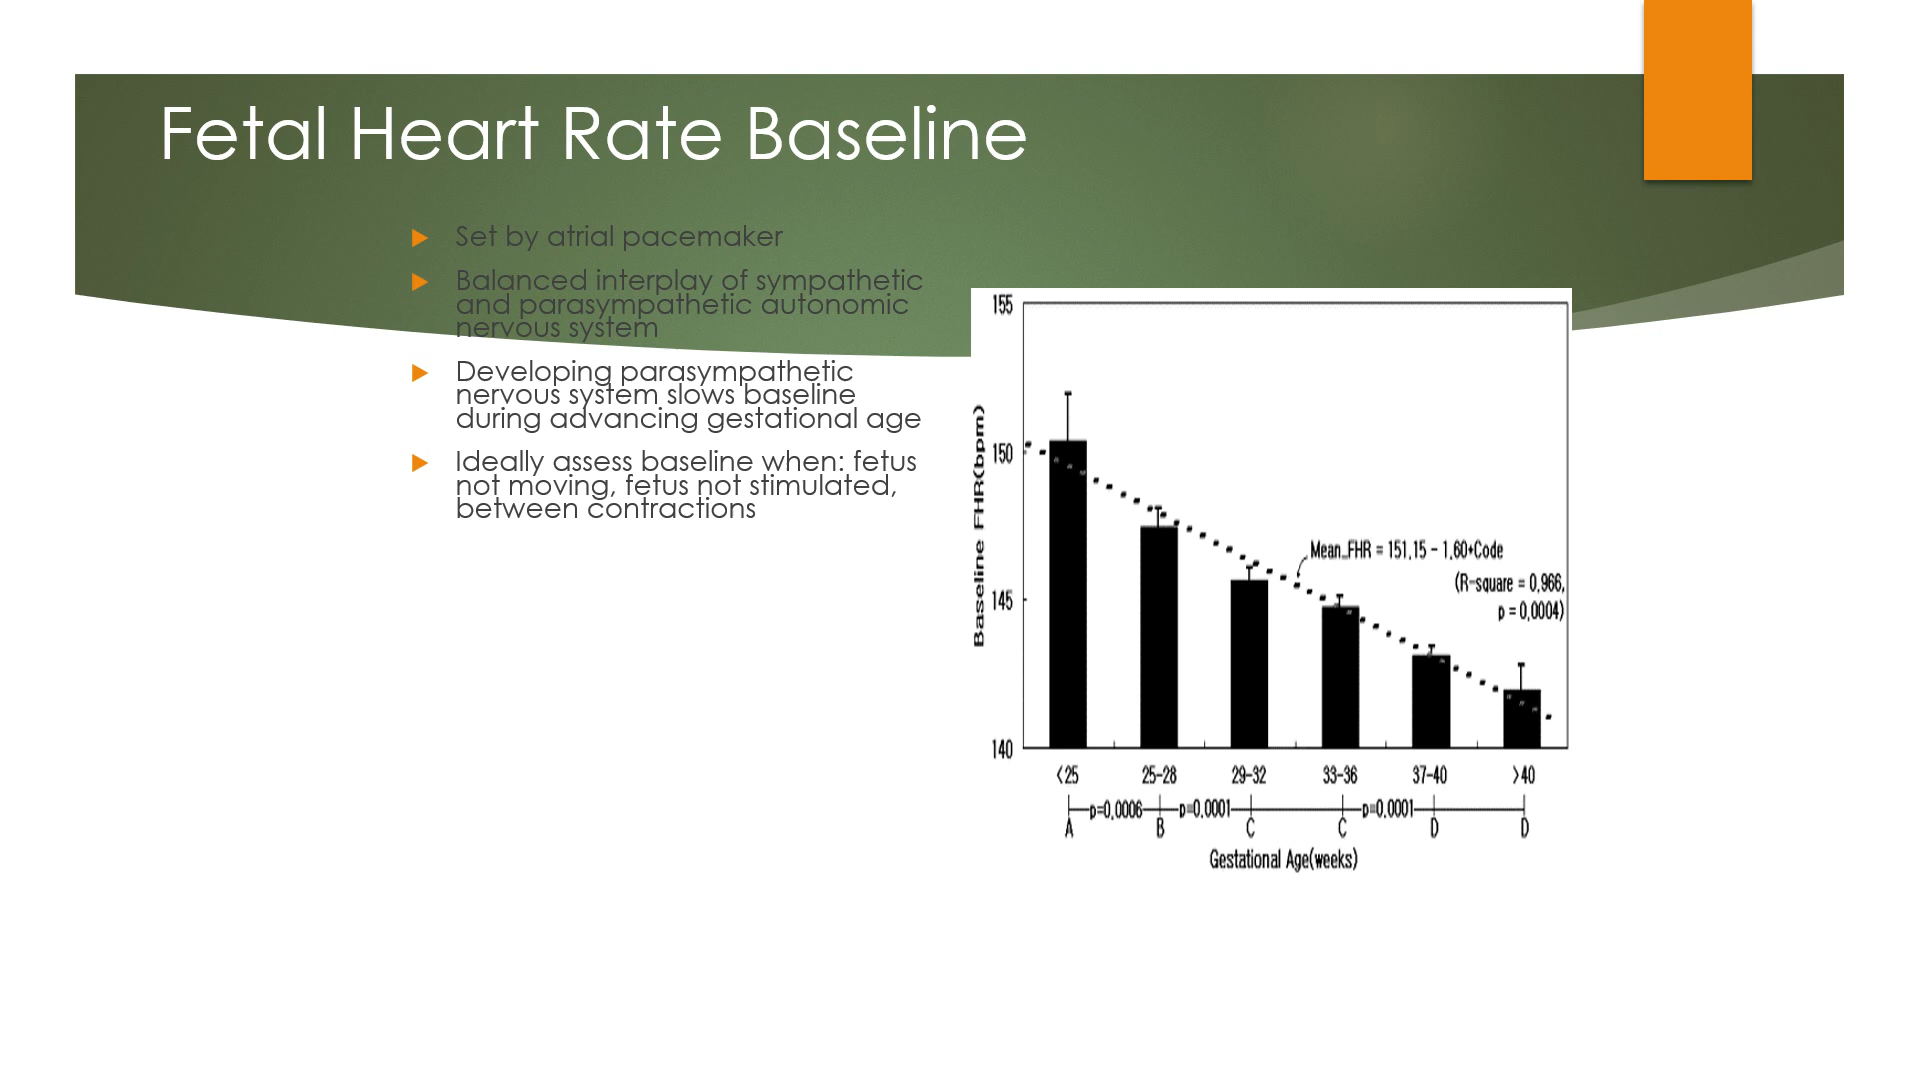 Fetal Heart Rate Baseline
Set by atrial pacemaker
Balanced interplay of sympathetic
and parasympathetic autonomic
nervous system
Developing parasympathetic
nervous system slows baseline
during advancing gestational age
Ideally assess baseline when: fetus
not moving, fetus not stimulated,
between contractions
155
150
145
140
Baseline FHR(bpm)
Mean_FHR = 151.15 - 1.60*Code
(R-square = 0.966,
p = 0.0004)
<25 25-28 29-32 33-36 37-40 >40
p=0.0006 p=0.0001 p=0.0001
A B C C D D
Gestational Age(weeks)